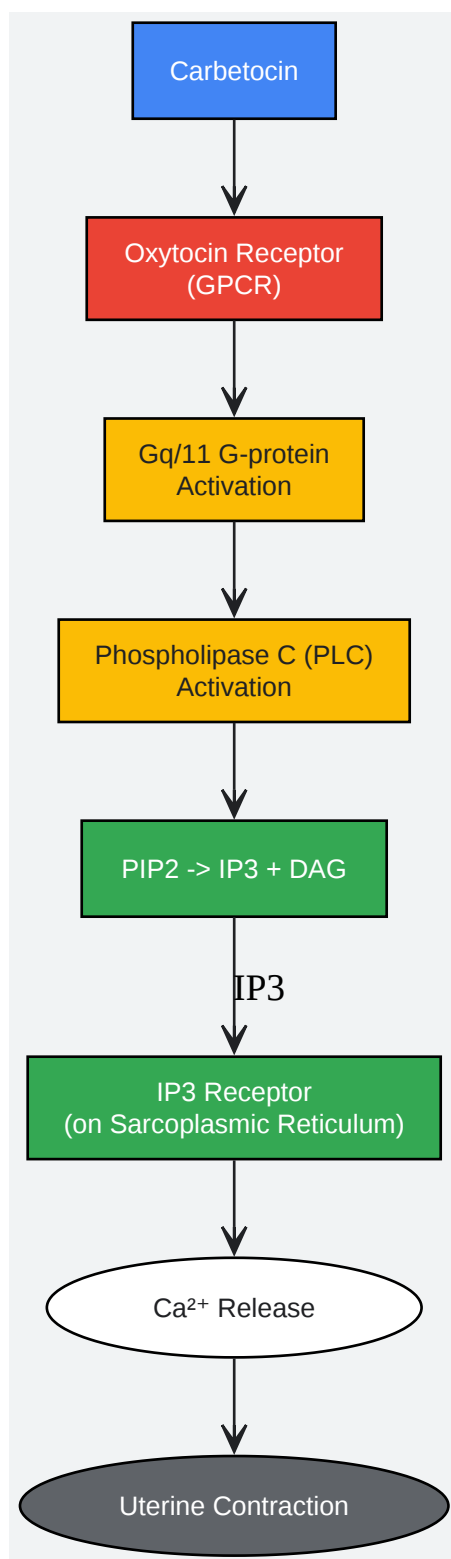 Carbetocin
Oxytocin Receptor
(GPCR)
Gq/11 G-protein
Activation
Phospholipase C (PLC)
Activation
PIP2 -> IP3 + DAG
IP3
IP3 Receptor
(on Sarcoplasmic Reticulum)
Ca²⁺ Release
Uterine Contraction